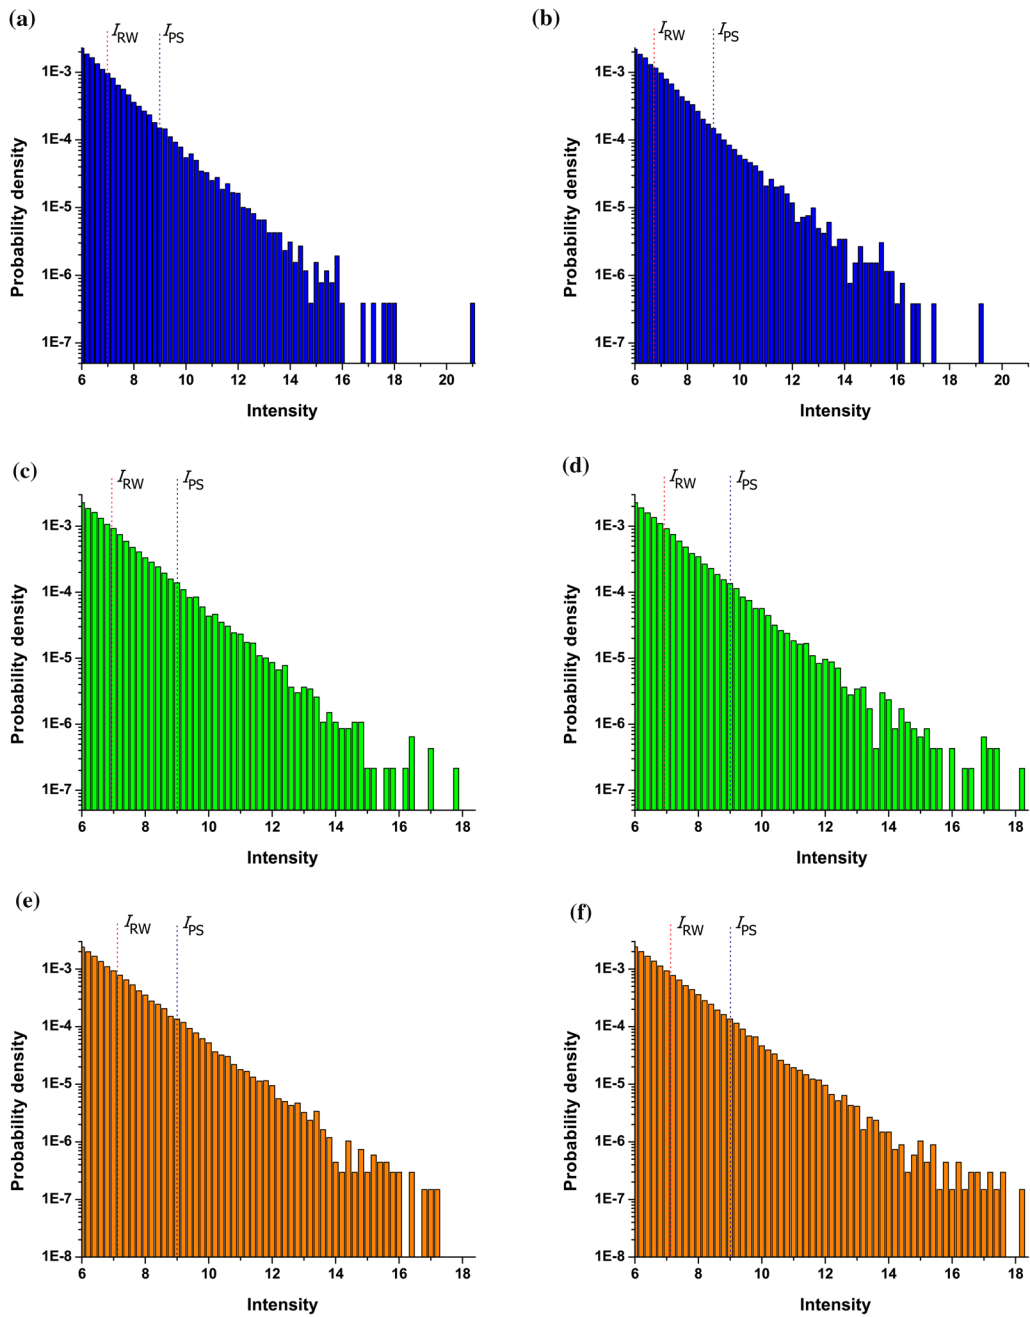 (a)
I_RW I_PS
1E-3
1E-4
1E-5
1E-6
1E-7
Probability density
6 8 10 12 14 16 18 20
Intensity
(b)
I_RW I_PS
1E-3
1E-4
1E-5
1E-6
1E-7
Probability density
6 8 10 12 14 16 18 20
Intensity
(c)
I_RW I_PS
1E-3
1E-4
1E-5
1E-6
1E-7
Probability density
6 8 10 12 14 16 18
Intensity
(d)
I_RW I_PS
1E-3
1E-4
1E-5
1E-6
1E-7
Probability density
6 8 10 12 14 16 18
Intensity
(e)
I_RW I_PS
1E-3
1E-4
1E-5
1E-6
1E-7
1E-8
Probability density
6 8 10 12 14 16 18
Intensity
(f)
I_RW I_PS
1E-3
1E-4
1E-5
1E-6
1E-7
1E-8
Probability density
6 8 10 12 14 16 18
Intensity